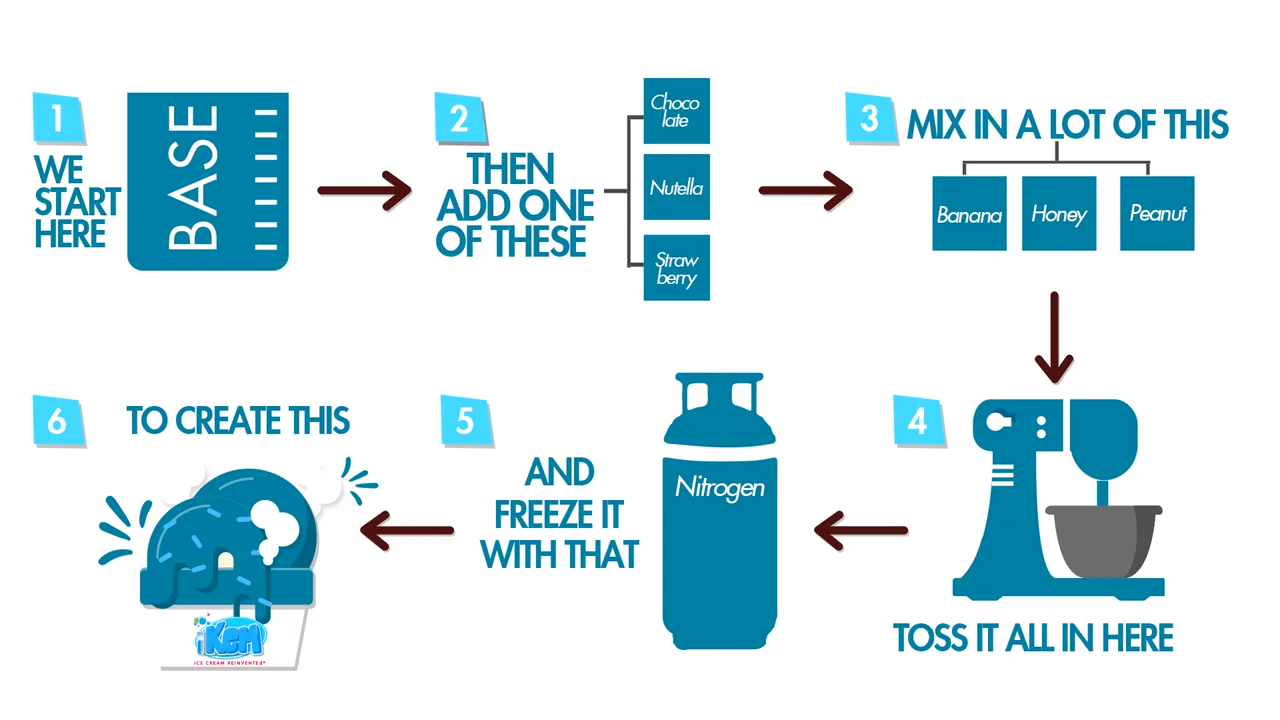 1
WE
START
HERE
BASE
2
THEN
ADD ONE
OF THESE
Choco
late
Nutella
Straw
berry
3
MIX IN A LOT OF THIS
Banana
Honey
Peanut
4
TOSS IT ALL IN HERE
5
AND
FREEZE IT
WITH THAT
Nitrogen
6
TO CREATE THIS
iKCM
ICE CREAM REINVENTEd*